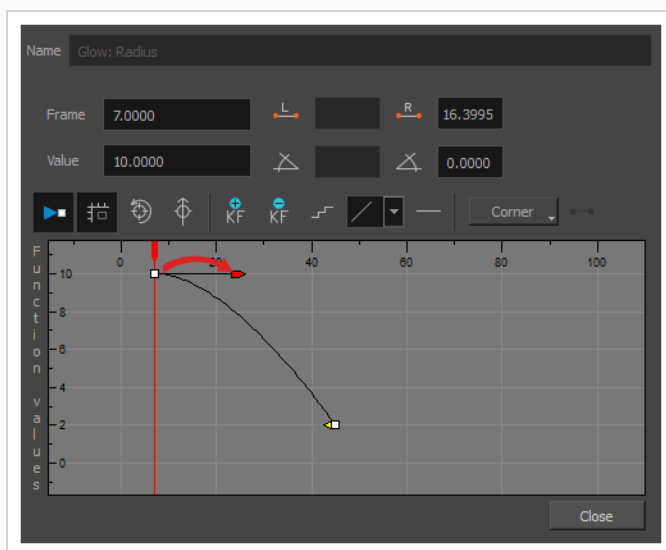 Name Glow: Radius
Frame 7.0000 L R 16.3995
Value 10.0000 0.0000
KF KF Corner
Function values
0 20 40 60 80 100
10
8
6
4
2
0
Close